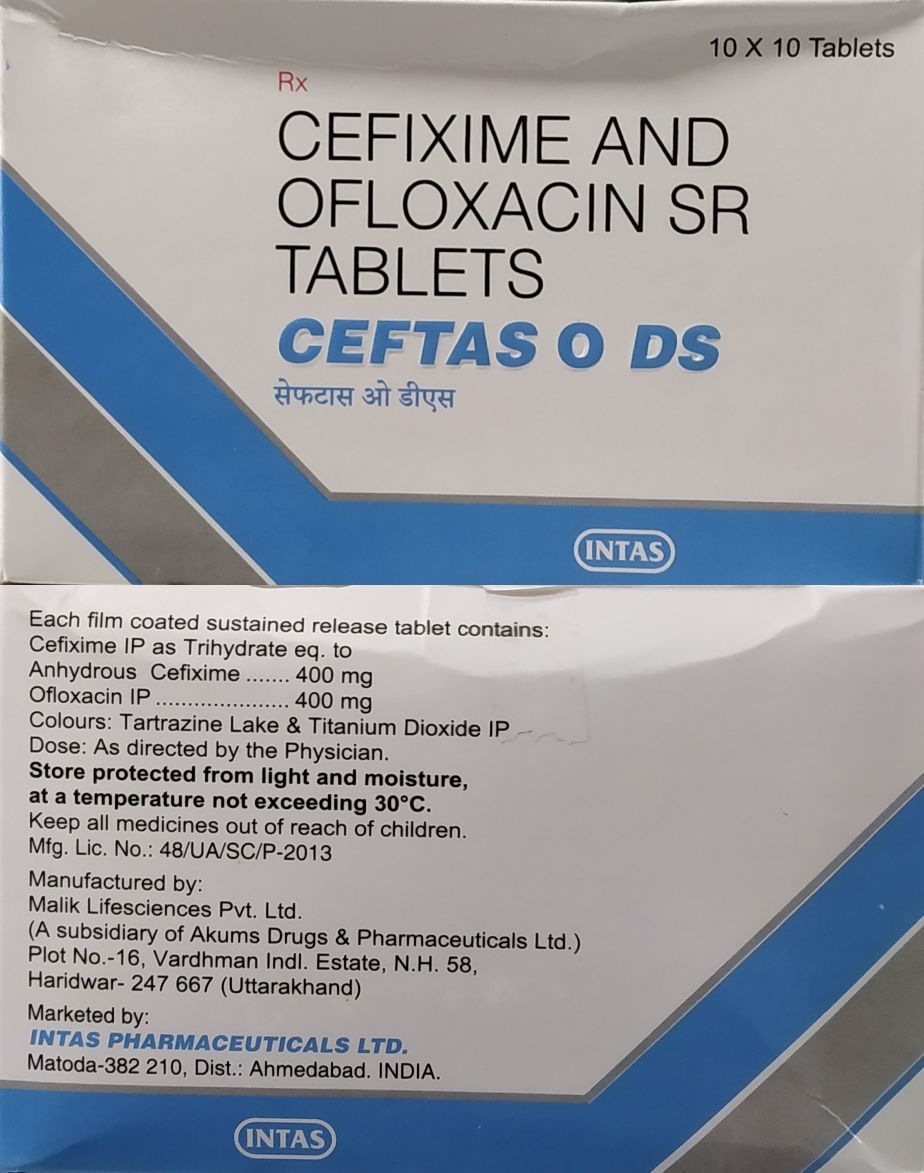 10 X 10 Tablets
Rx
CEFIXIME AND
OFLOXACIN SR
TABLETS
CEFTAS O DS
सेफटास ओ डीएस
INTAS
Each film coated sustained release tablet contains:
Cefixime IP as Trihydrate eq. to
Anhydrous Cefixime ....... 400 mg
Ofloxacin IP ..................... 400 mg
Colours: Tartrazine Lake & Titanium Dioxide IP
Dose: As directed by the Physician.
Store protected from light and moisture,
at a temperature not exceeding 30°C.
Keep all medicines out of reach of children.
Mfg. Lic. No.: 48/UA/SC/P-2013
Manufactured by:
Malik Lifesciences Pvt. Ltd.
(A subsidiary of Akums Drugs & Pharmaceuticals Ltd.)
Plot No.-16, Vardhman Indl. Estate, N.H. 58,
Haridwar- 247 667 (Uttarakhand)
Marketed by:
INTAS PHARMACEUTICALS LTD.
Matoda-382 210, Dist.: Ahmedabad. INDIA.
INTAS